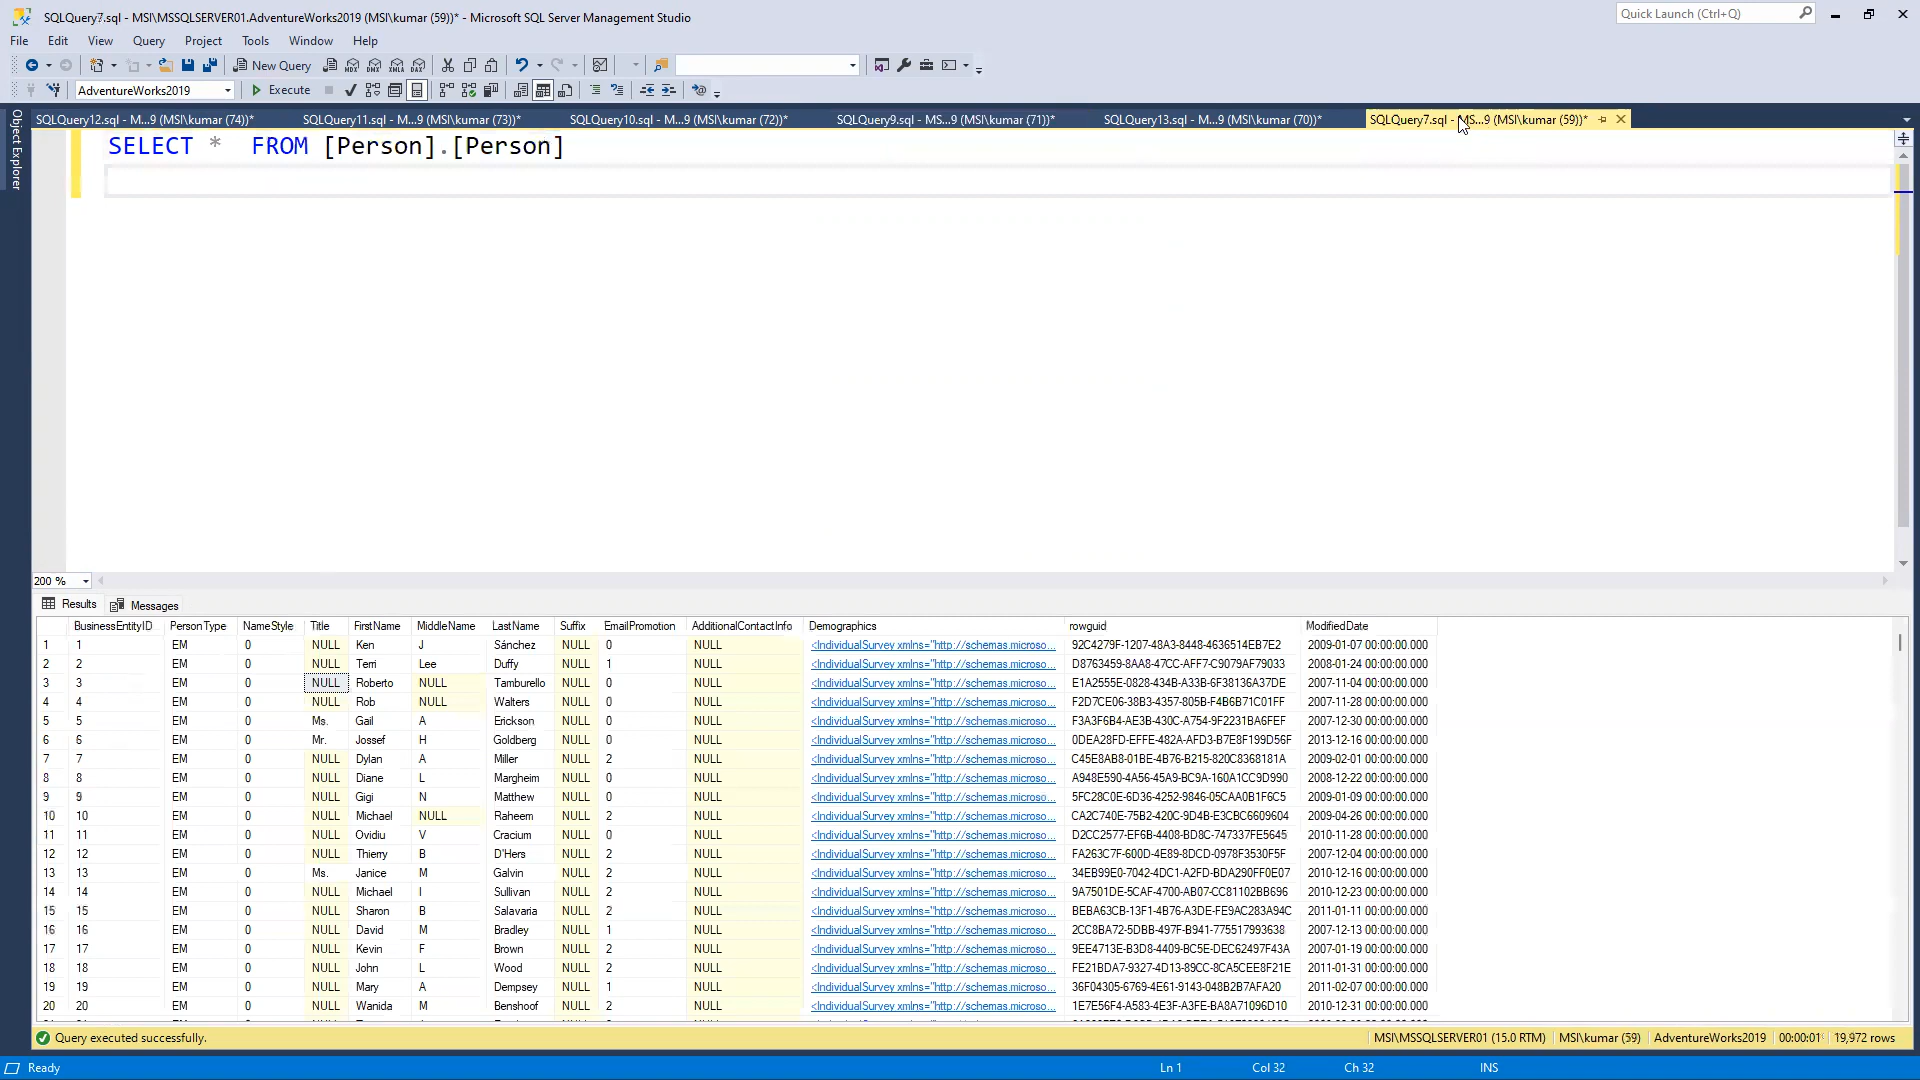 SQLQuery7.sql - MSI\MSSQLSERVER01.AdventureWorks2019 (MSI\kumar (59))* - Microsoft SQL Server Management Studio
Quick Launch (Ctrl+Q)
File Edit View Query Project Tools Window Help
New Query
AdventureWorks2019 Execute
SQLQuery12.sql - M...9 (MSI\kumar (74))* SQLQuery11.sql - M...9 (MSI\kumar (73))* SQLQuery10.sql - M...9 (MSI\kumar (72))* SQLQuery9.sql - MS...9 (MSI\kumar (71))* SQLQuery13.sql - M...9 (MSI\kumar (70))* SQLQuery7.sql - MS...9 (MSI\kumar (59))*
Object Explorer
SELECT * FROM [Person].[Person]
200 %
Results Messages
BusinessEntityID PersonType NameStyle Title FirstName MiddleName LastName Suffix EmailPromotion AdditionalContactInfo Demographics rowguid ModifiedDate
1 1 EM 0 NULL Ken J Sánchez NULL 0 NULL <IndividualSurvey xmlns="http://schemas.microso... 92C4279F-1207-48A3-8448-4636514EB7E2 2009-01-07 00:00:00.000
2 2 EM 0 NULL Terri Lee Duffy NULL 1 NULL <IndividualSurvey xmlns="http://schemas.microso... D8763459-8AA8-47CC-AFF7-C9079AF79033 2008-01-24 00:00:00.000
3 3 EM 0 NULL Roberto NULL Tamburello NULL 0 NULL <IndividualSurvey xmlns="http://schemas.microso... E1A2555E-0828-434B-A33B-6F38136A37DE 2007-11-04 00:00:00.000
4 4 EM 0 NULL Rob NULL Walters NULL 0 NULL <IndividualSurvey xmlns="http://schemas.microso... F2D7CE06-38B3-4357-805B-F4B6B71C01FF 2007-11-28 00:00:00.000
5 5 EM 0 Ms. Gail A Erickson NULL 0 NULL <IndividualSurvey xmlns="http://schemas.microso... F3A3F6B4-AE3B-430C-A754-9F2231BA6FEF 2007-12-30 00:00:00.000
6 6 EM 0 Mr. Jossef H Goldberg NULL 0 NULL <IndividualSurvey xmlns="http://schemas.microso... 0DEA28FD-EFFE-482A-AFD3-B7E8F199D56F 2013-12-16 00:00:00.000
7 7 EM 0 NULL Dylan A Miller NULL 2 NULL <IndividualSurvey xmlns="http://schemas.microso... C45E8AB8-01BE-4B76-B215-820C8368181A 2009-02-01 00:00:00.000
8 8 EM 0 NULL Diane L Margheim NULL 0 NULL <IndividualSurvey xmlns="http://schemas.microso... A948E590-4A56-45A9-BC9A-160A1CC9D990 2008-12-22 00:00:00.000
9 9 EM 0 NULL Gigi N Matthew NULL 0 NULL <IndividualSurvey xmlns="http://schemas.microso... 5FC28C0E-6D36-4252-9846-05CAA0B1F6C5 2009-01-09 00:00:00.000
10 10 EM 0 NULL Michael NULL Raheem NULL 2 NULL <IndividualSurvey xmlns="http://schemas.microso... CA2C740E-75B2-420C-9D4B-E3CBC6609604 2009-04-26 00:00:00.000
11 11 EM 0 NULL Ovidiu V Cracium NULL 0 NULL <IndividualSurvey xmlns="http://schemas.microso... D2CC2577-EF6B-4408-BD8C-747337FE5645 2010-11-28 00:00:00.000
12 12 EM 0 NULL Thierry B D'Hers NULL 2 NULL <IndividualSurvey xmlns="http://schemas.microso... FA263C7F-600D-4E89-8DCD-0978F3530F5F 2007-12-04 00:00:00.000
13 13 EM 0 Ms. Janice M Galvin NULL 2 NULL <IndividualSurvey xmlns="http://schemas.microso... 34EB99E0-7042-4DC1-A2FD-BDA290FF0E07 2010-12-16 00:00:00.000
14 14 EM 0 NULL Michael I Sullivan NULL 2 NULL <IndividualSurvey xmlns="http://schemas.microso... 9A7501DE-5CAF-4700-AB07-CC81102BB696 2010-12-23 00:00:00.000
15 15 EM 0 NULL Sharon B Salavaria NULL 2 NULL <IndividualSurvey xmlns="http://schemas.microso... BEBA63CB-13F1-4B76-A3DE-FE9AC283A94C 2011-01-11 00:00:00.000
16 16 EM 0 NULL David M Bradley NULL 1 NULL <IndividualSurvey xmlns="http://schemas.microso... 2CC8BA72-5DBB-497F-B941-775517993638 2007-12-13 00:00:00.000
17 17 EM 0 NULL Kevin F Brown NULL 2 NULL <IndividualSurvey xmlns="http://schemas.microso... 9EE4713E-B3D8-4409-BC5E-DEC62497F43A 2007-01-19 00:00:00.000
18 18 EM 0 NULL John L Wood NULL 2 NULL <IndividualSurvey xmlns="http://schemas.microso... FE21BDA7-9327-4D13-89CC-8CA5CEE8F21E 2011-01-31 00:00:00.000
19 19 EM 0 NULL Mary A Dempsey NULL 1 NULL <IndividualSurvey xmlns="http://schemas.microso... 36F04305-6769-4E61-9143-048B2B7AFA20 2011-02-07 00:00:00.000
20 20 EM 0 NULL Wanida M Benshoof NULL 2 NULL <IndividualSurvey xmlns="http://schemas.microso... 1E7E56F4-A583-4E3F-A3FE-BA8A71096D10 2010-12-31 00:00:00.000
Query executed successfully. MSI\MSSQLSERVER01 (15.0 RTM) MSI\kumar (59) AdventureWorks2019 00:00:01 19,972 rows
Ready Ln 1 Col 32 Ch 32 INS